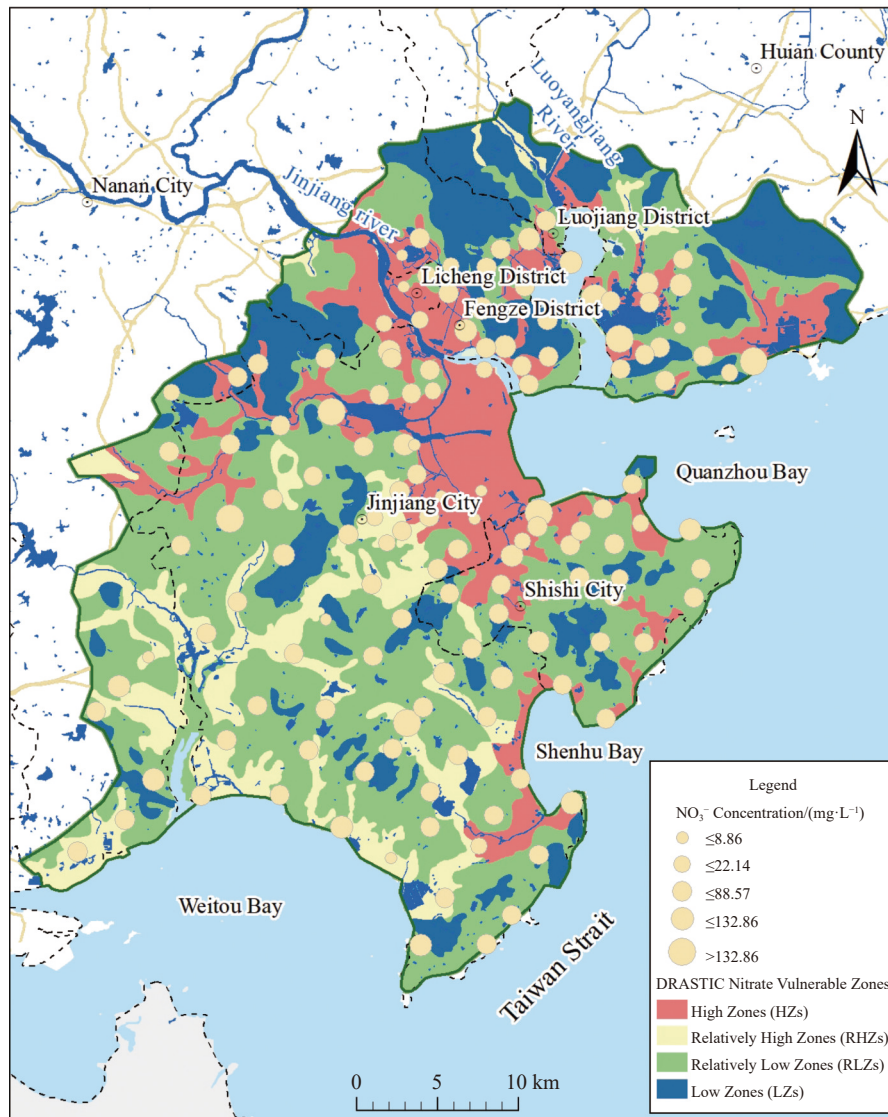 Huian County
Luoyangjiang
River
N
Nanan City
Jinjiang river
Luojiang District
Licheng District
Fengze District
Quanzhou Bay
Jinjiang City
Shishi City
Shenhu Bay
Weitou Bay
Taiwan Strait
Legend
NO₃⁻ Concentration/(mg·L⁻¹)
≤8.86
≤22.14
≤88.57
≤132.86
>132.86
DRASTIC Nitrate Vulnerable Zones
High Zones (HZs)
Relatively High Zones (RHZs)
Relatively Low Zones (RLZs)
Low Zones (LZs)
0 5 10 km